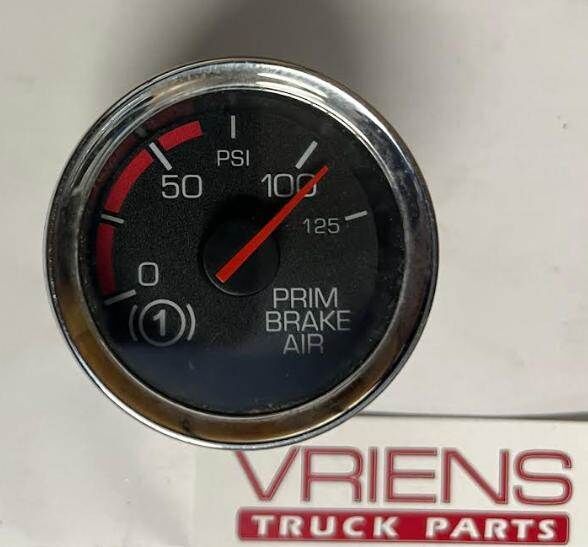 PSI
50
100
125
0
1
PRIM
BRAKE
AIR
VRIENS
TRUCK PARTS